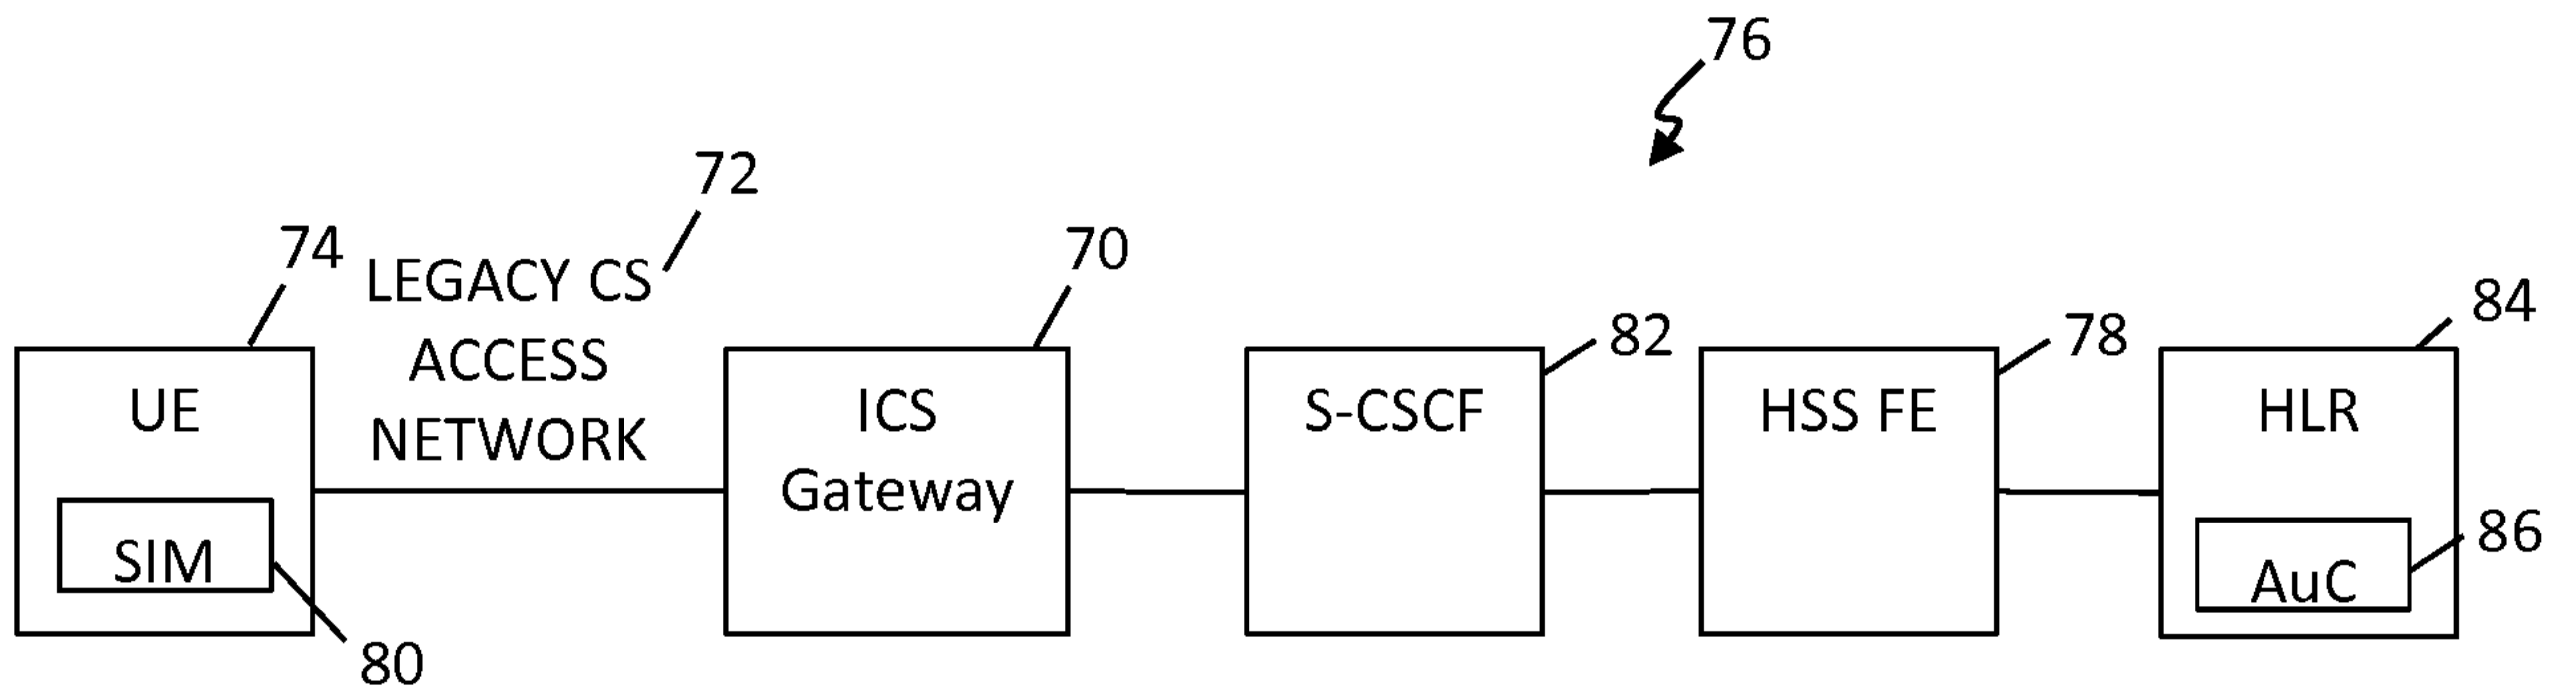 76
72
74
LEGACY CS
ACCESS
NETWORK
70
82
78
84
UE
SIM
80
ICS
Gateway
S-CSCF
HSS FE
HLR
AuC
86